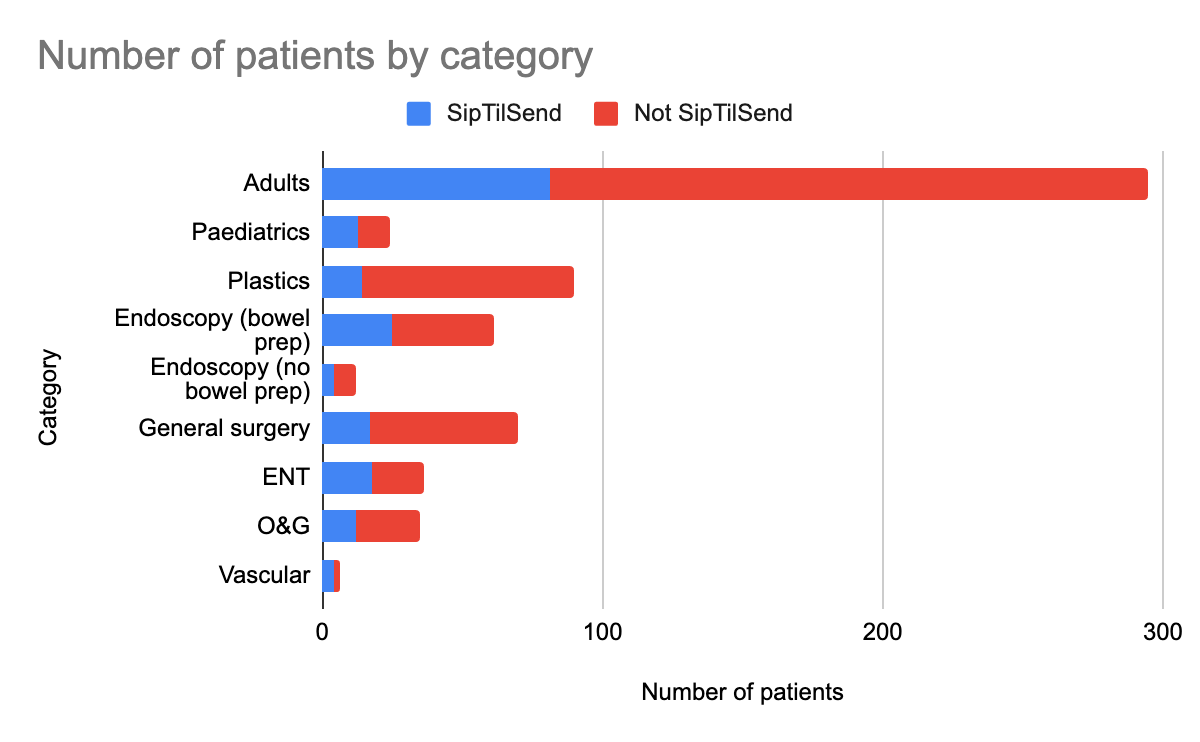 Number of patients by category
SipTilSend
Not SipTilSend
Adults
Paediatrics
Plastics
Endoscopy (bowel
prep)
Endoscopy (no
bowel prep)
General surgery
ENT
O&G
Vascular
Category
0
100
200
300
Number of patients